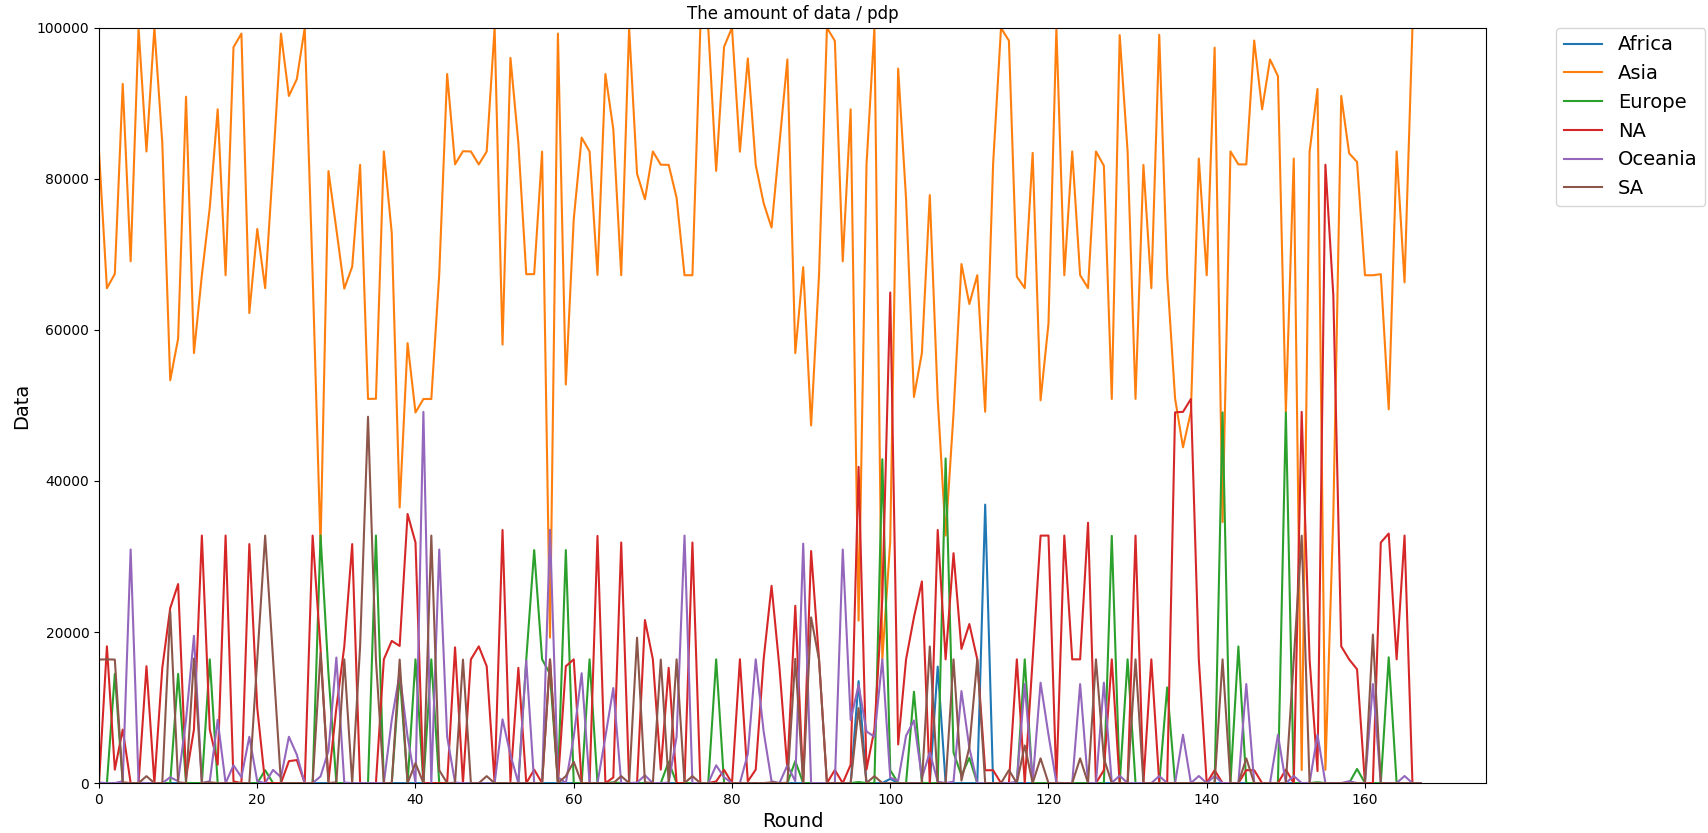 The amount of data / pdp
100000
80000
60000
40000
20000
0
Data
0 20 40 60 80 100 120 140 160
Round
Africa
Asia
Europe
NA
Oceania
SA